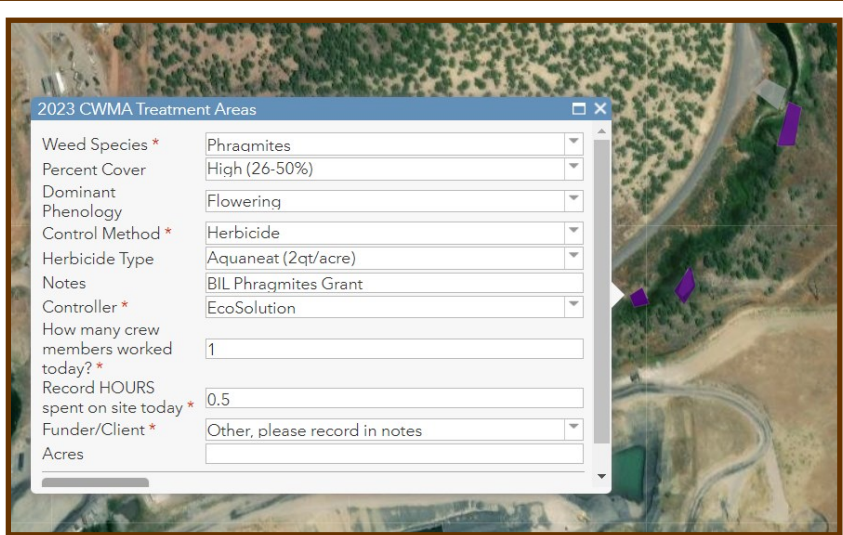 2023 CWMA Treatment Areas
Weed Species * Phragmites
Percent Cover High (26-50%)
Dominant
Phenology Flowering
Control Method * Herbicide
Herbicide Type Aquaneat (2qt/acre)
Notes BIL Phragmites Grant
Controller * EcoSolution
How many crew
members worked 1
today? *
Record HOURS
spent on site today * 0.5
Funder/Client * Other, please record in notes
Acres